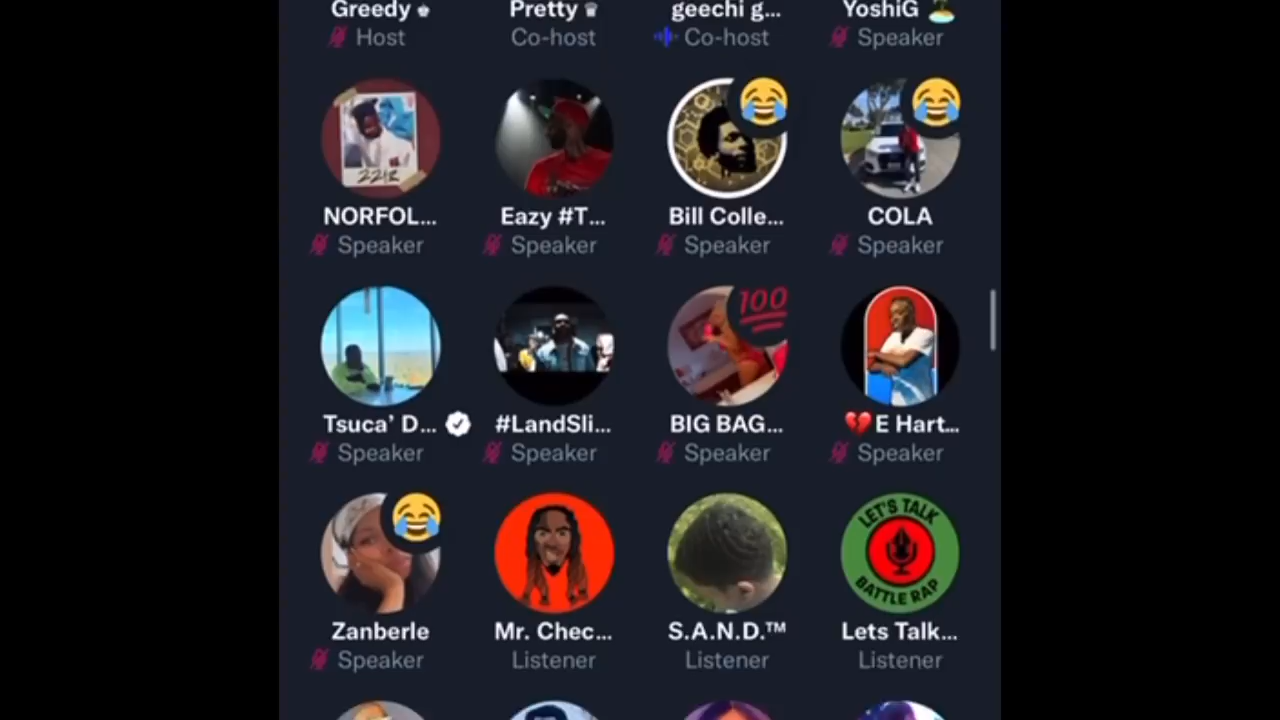 Greedy Pretty geechi g... YoshiG
Host Co-host Co-host Speaker
2212
100
NORFOL... Eazy #T... Bill Colle... COLA
Speaker Speaker Speaker Speaker
Tsuca’ D... #LandSli... BIG BAG... 💔E Hart...
Speaker Speaker Speaker Speaker
LET'S TALK
BATTLE RAP
Zanberle Mr. Chec... S.A.N.D.™ Lets Talk...
Speaker Listener Listener Listener